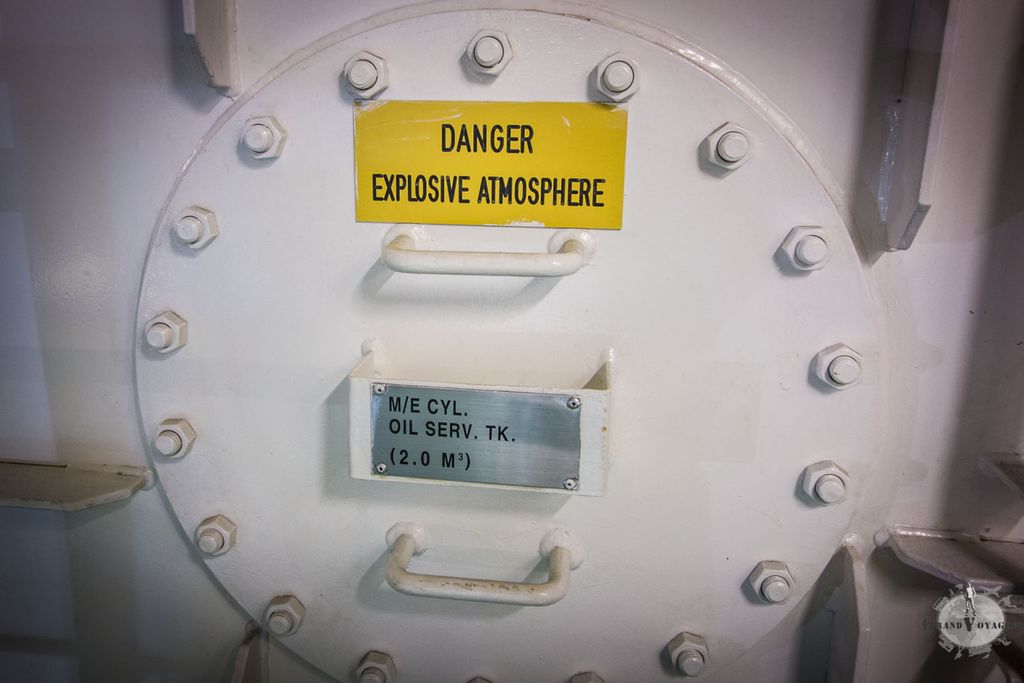 DANGER
EXPLOSIVE ATMOSPHERE
M/E CYL.
OIL SERV. TK.
(2.0 M³)